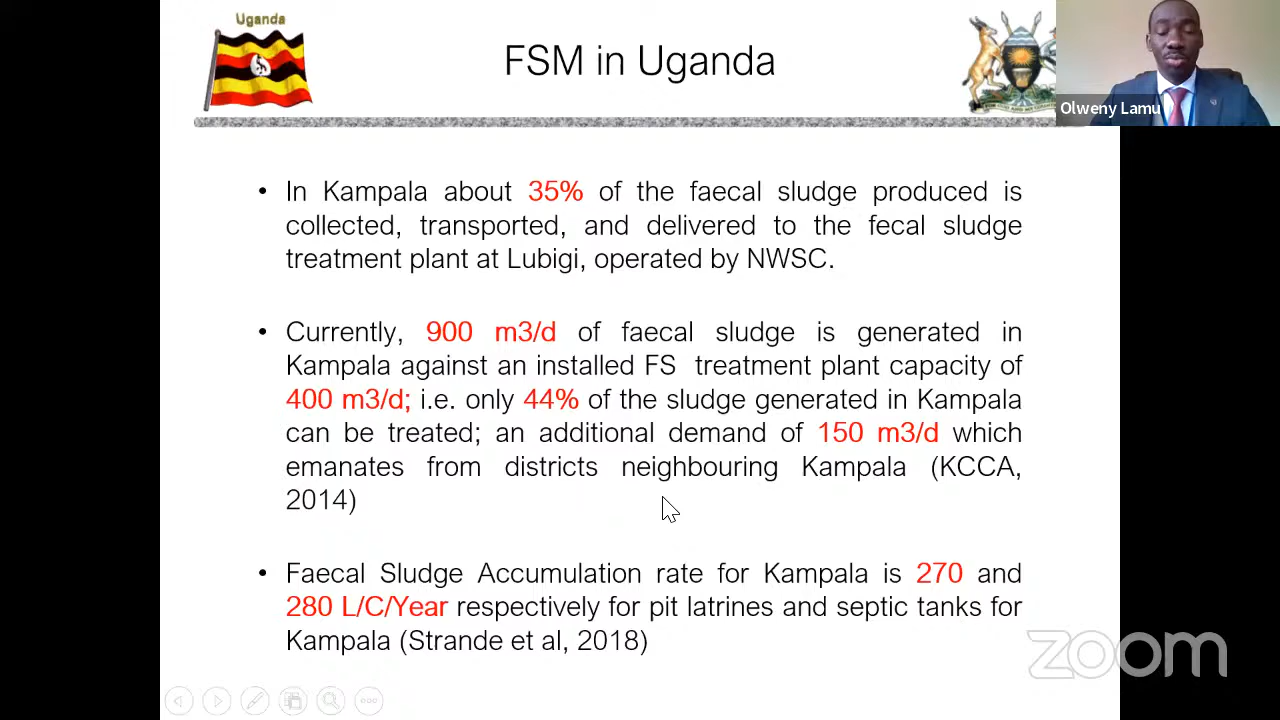 Uganda
FSM in Uganda
Olweny Lamu
• In Kampala about 35% of the faecal sludge produced is
collected, transported, and delivered to the fecal sludge
treatment plant at Lubigi, operated by NWSC.
• Currently, 900 m3/d of faecal sludge is generated in
Kampala against an installed FS treatment plant capacity of
400 m3/d; i.e. only 44% of the sludge generated in Kampala
can be treated; an additional demand of 150 m3/d which
emanates from districts neighbouring Kampala (KCCA,
2014)
• Faecal Sludge Accumulation rate for Kampala is 270 and
280 L/C/Year respectively for pit latrines and septic tanks for
Kampala (Strande et al, 2018)
zoom